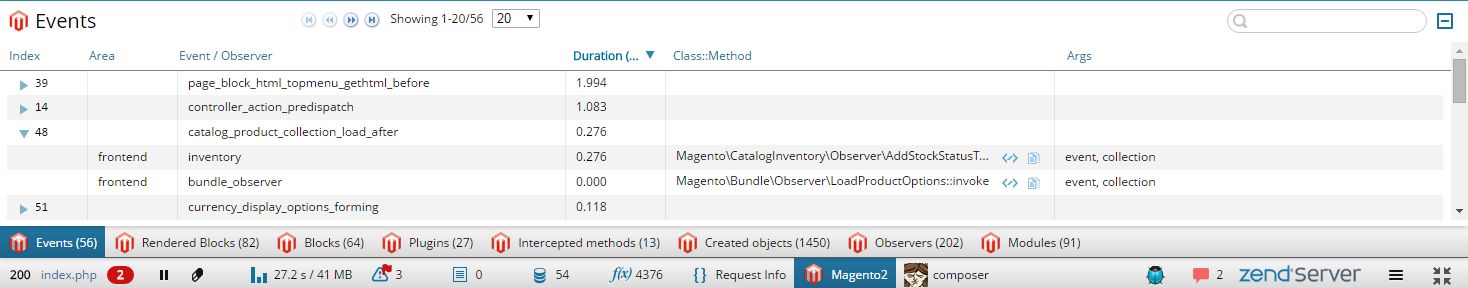 Events Showing 1-20/56 20
Index Area Event / Observer Duration (... Class::Method Args
39 page_block_html_topmenu_gethtml_before 1.994
14 controller_action_predispatch 1.083
48 catalog_product_collection_load_after 0.276
frontend inventory 0.276 Magento\CatalogInventory\Observer\AddStockStatusT... event, collection
frontend bundle_observer 0.000 Magento\Bundle\Observer\LoadProductOptions::invoke event, collection
51 currency_display_options_forming 0.118
Events (56) Rendered Blocks (82) Blocks (64) Plugins (27) Intercepted methods (13) Created objects (1450) Observers (202) Modules (91)
200 index.php 2 27.2 s / 41 MB 3 0 54 f(x) 4376 {} Request Info Magento2 composer 2 zend Server